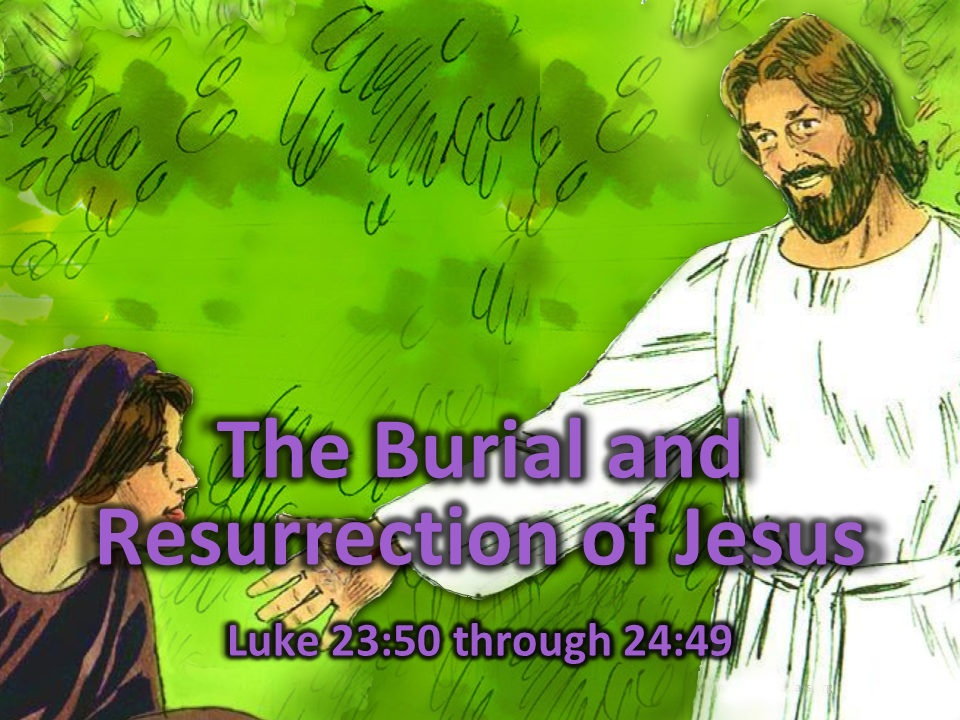 The Burial and
Resurrection of Jesus
Luke 23:50 through 24:49